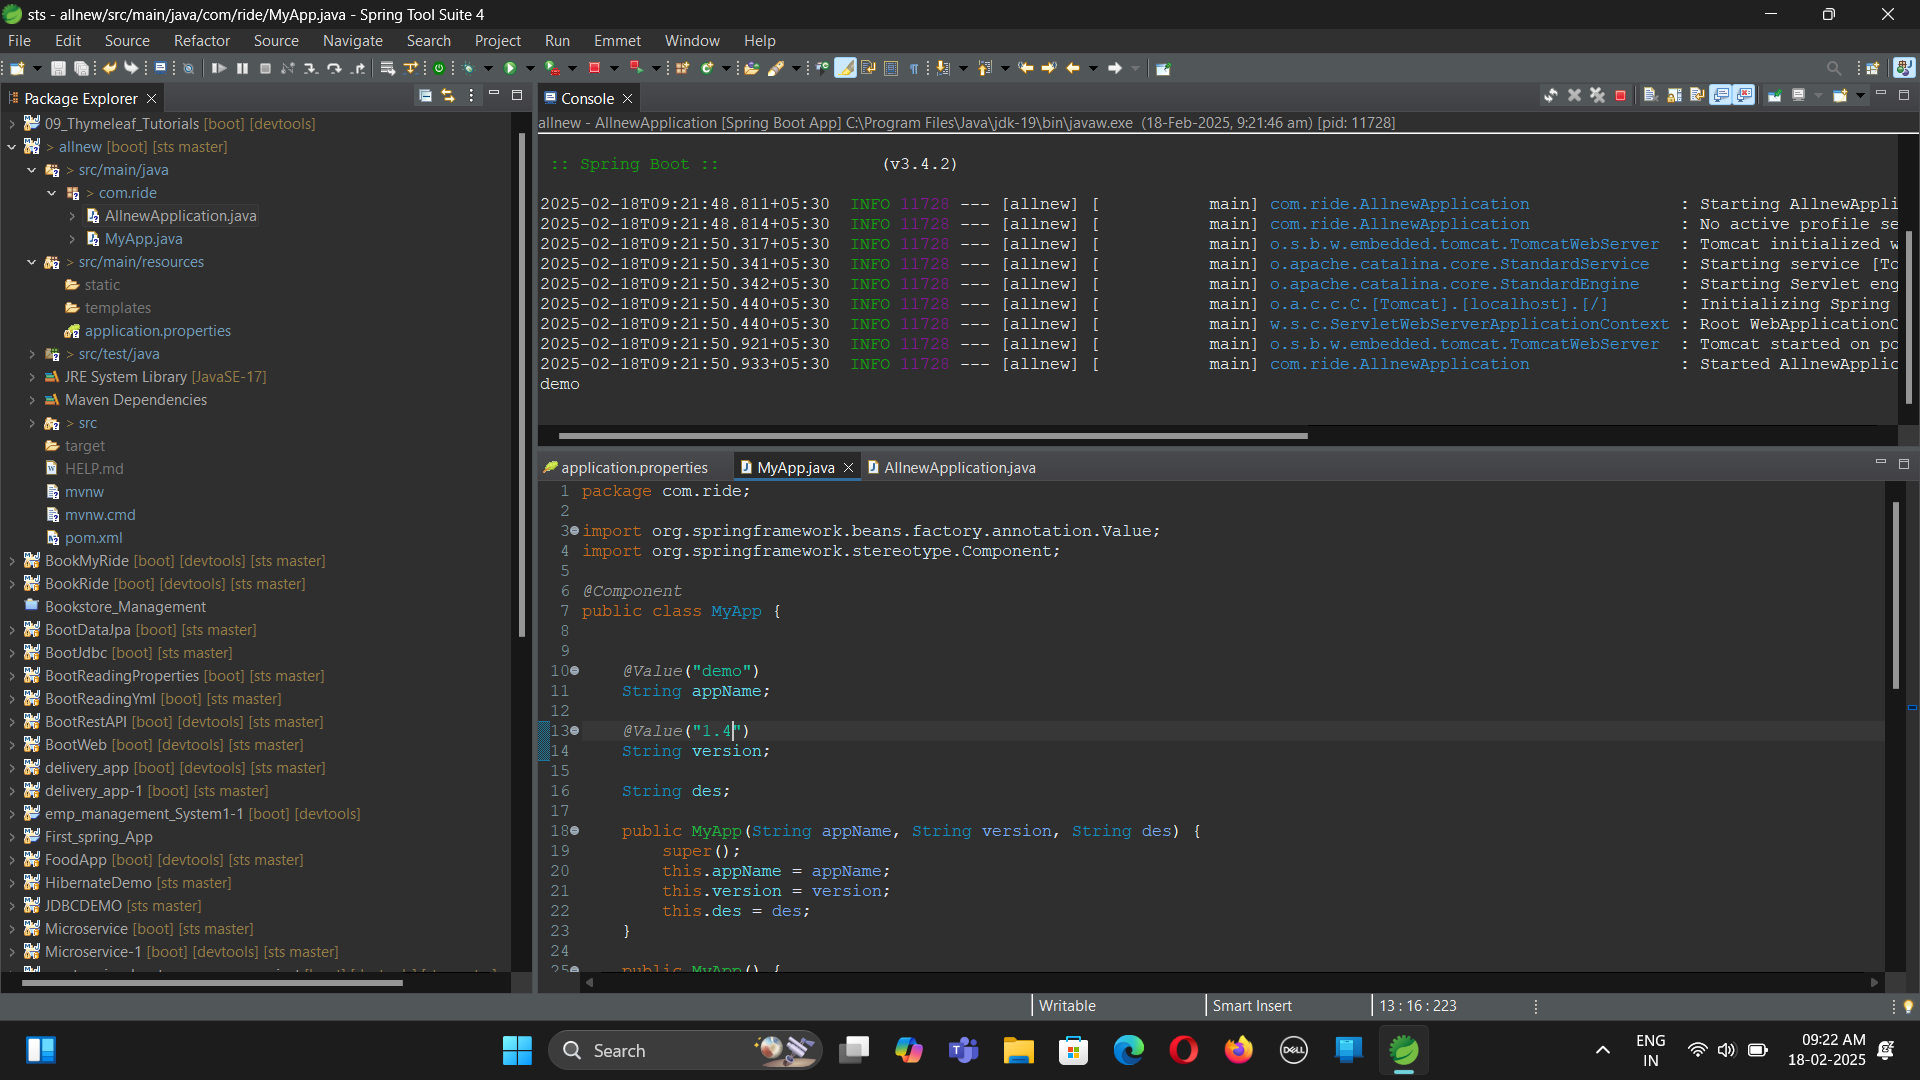 sts - allnew/src/main/java/com/ride/MyApp.java - Spring Tool Suite 4
File Edit Source Refactor Source Navigate Search Project Run Emmet Window Help
Package Explorer
09_Thymeleaf_Tutorials [boot] [devtools]
> allnew [boot] [sts master]
> src/main/java
> com.ride
AllnewApplication.java
MyApp.java
> src/main/resources
static
templates
application.properties
> src/test/java
JRE System Library [JavaSE-17]
Maven Dependencies
> src
target
HELP.md
mvnw
mvnw.cmd
pom.xml
BookMyRide [boot] [devtools] [sts master]
BookRide [boot] [devtools] [sts master]
Bookstore_Management
BootDataJpa [boot] [sts master]
BootJdbc [boot] [sts master]
BootReadingProperties [boot] [sts master]
BootReadingYml [boot] [sts master]
BootRestAPI [boot] [devtools] [sts master]
BootWeb [boot] [devtools] [sts master]
delivery_app [boot] [devtools] [sts master]
delivery_app-1 [boot] [sts master]
emp_management_System1-1 [boot] [devtools]
First_spring_App
FoodApp [boot] [devtools] [sts master]
HibernateDemo [sts master]
JDBCDEMO [sts master]
Microservice [boot] [sts master]
Microservice-1 [boot] [devtools] [sts master]
Console
allnew - AllnewApplication [Spring Boot App] C:\Program Files\Java\jdk-19\bin\javaw.exe (18-Feb-2025, 9:21:46 am) [pid: 11728]
:: Spring Boot :: (v3.4.2)
2025-02-18T09:21:48.811+05:30 INFO 11728 --- [allnew] [ main] com.ride.AllnewApplication : Starting AllnewAppli
2025-02-18T09:21:48.814+05:30 INFO 11728 --- [allnew] [ main] com.ride.AllnewApplication : No active profile se
2025-02-18T09:21:50.317+05:30 INFO 11728 --- [allnew] [ main] o.s.b.w.embedded.tomcat.TomcatWebServer : Tomcat initialized w
2025-02-18T09:21:50.341+05:30 INFO 11728 --- [allnew] [ main] o.apache.catalina.core.StandardService : Starting service [To
2025-02-18T09:21:50.342+05:30 INFO 11728 --- [allnew] [ main] o.apache.catalina.core.StandardEngine : Starting Servlet eng
2025-02-18T09:21:50.440+05:30 INFO 11728 --- [allnew] [ main] o.a.c.c.C.[Tomcat].[localhost].[/] : Initializing Spring
2025-02-18T09:21:50.440+05:30 INFO 11728 --- [allnew] [ main] w.s.c.ServletWebServerApplicationContext : Root WebApplicationC
2025-02-18T09:21:50.921+05:30 INFO 11728 --- [allnew] [ main] o.s.b.w.embedded.tomcat.TomcatWebServer : Tomcat started on po
2025-02-18T09:21:50.933+05:30 INFO 11728 --- [allnew] [ main] com.ride.AllnewApplication : Started AllnewApplic
demo
application.properties MyApp.java AllnewApplication.java
1 package com.ride;
2
3 import org.springframework.beans.factory.annotation.Value;
4 import org.springframework.stereotype.Component;
5
6 @Component
7 public class MyApp {
8
9
10 @Value("demo")
11 String appName;
12
13 @Value("1.4")
14 String version;
15
16 String des;
17
18 public MyApp(String appName, String version, String des) {
19 super();
20 this.appName = appName;
21 this.version = version;
22 this.des = des;
23 }
24
25 public MyApp() {
Writable Smart Insert 13 : 16 : 223
Search
DELL
ENG
IN
09:22 AM
18-02-2025